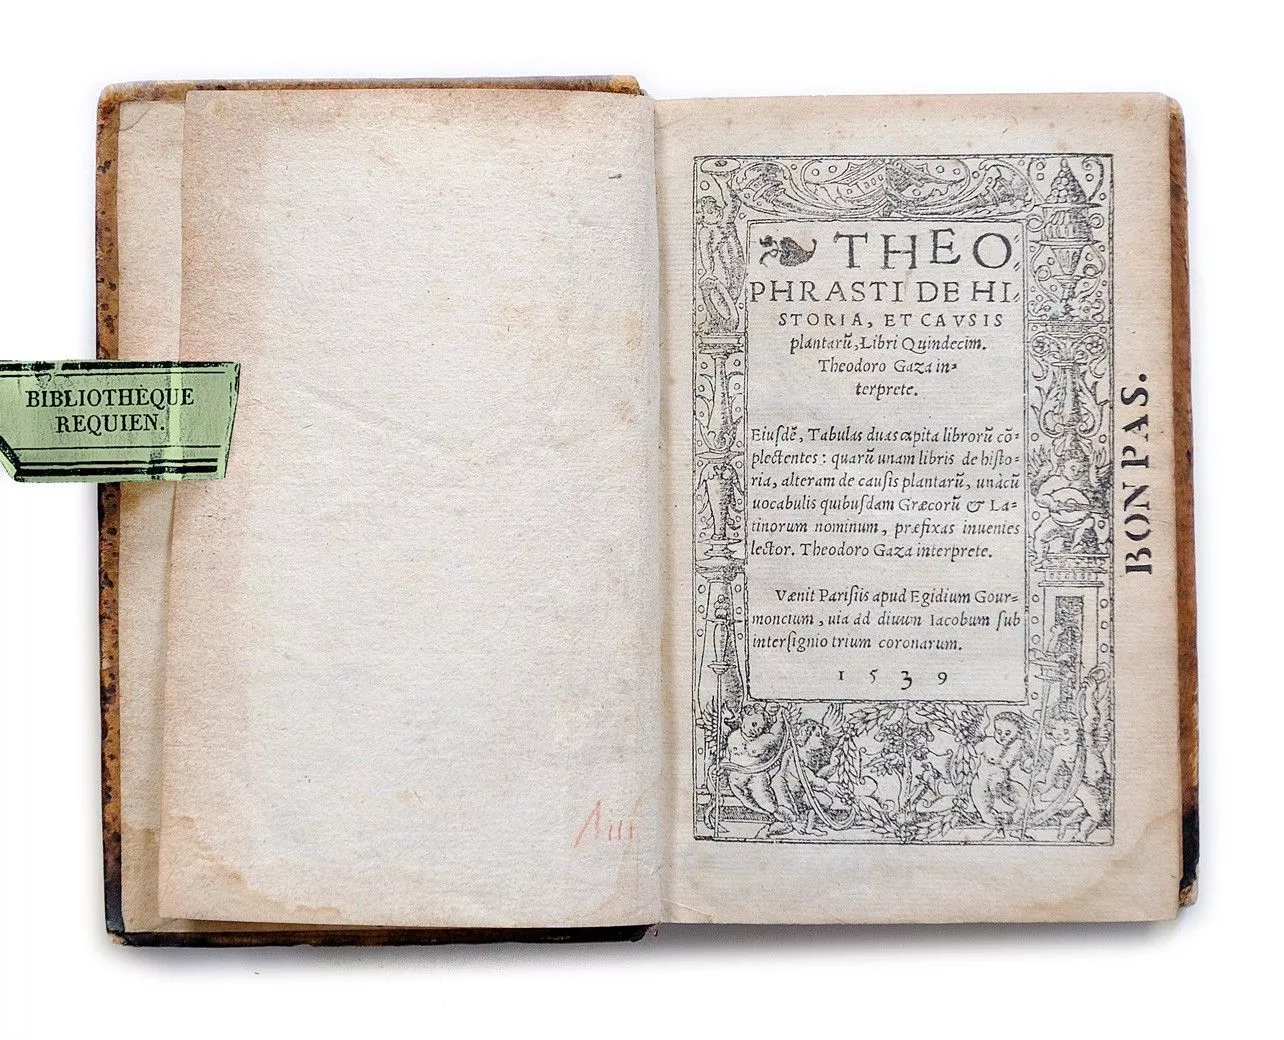 BIBLIOTHÈQUE
REQUIEN.
THEO⸗
PHRASTI DE HI⸗
STORIA, ET CAVSIS
plantarũ, Libri Quindecim.
Theodoro Gaza in⸗
terprete.
Eiuſdẽ, Tabulas duas capita librorũ cõ⸗
plectentes : quarũ unam libris de hiſto⸗
ria, alteram de cauſis plantarũ, unàcũ
uocabulis quibuſdam Græcorũ & La⸗
tinorum nominum, præfixas inuenies
lector. Theodoro Gaza interprete.
Vænit Pariſiis apud Egidium Gour⸗
montium, uia ad diuum Iacobum ſub
interſignio trium coronarum.
1539
BONPAS.